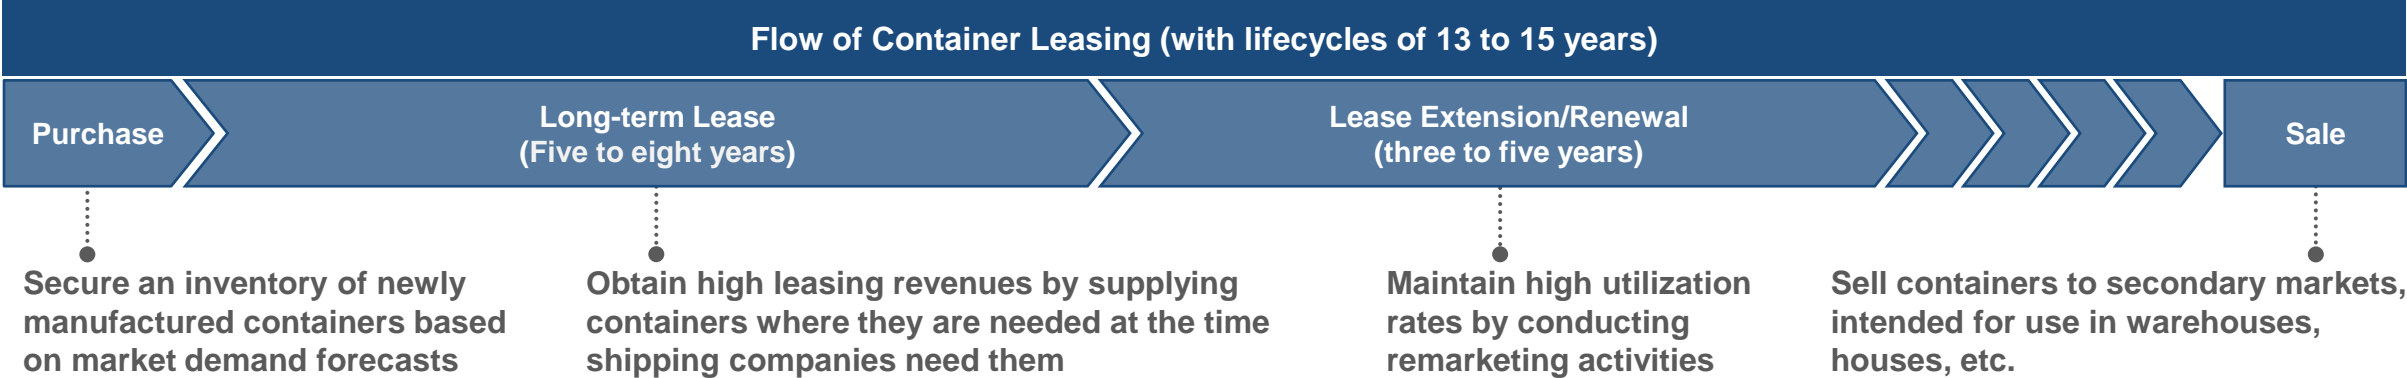 Flow of Container Leasing (with lifecycles of 13 to 15 years)
Purchase
Long-term Lease
(Five to eight years)
Lease Extension/Renewal
(three to five years)
Sale
Secure an inventory of newly
manufactured containers based
on market demand forecasts
Obtain high leasing revenues by supplying
containers where they are needed at the time
shipping companies need them
Maintain high utilization
rates by conducting
remarketing activities
Sell containers to secondary markets,
intended for use in warehouses,
houses, etc.